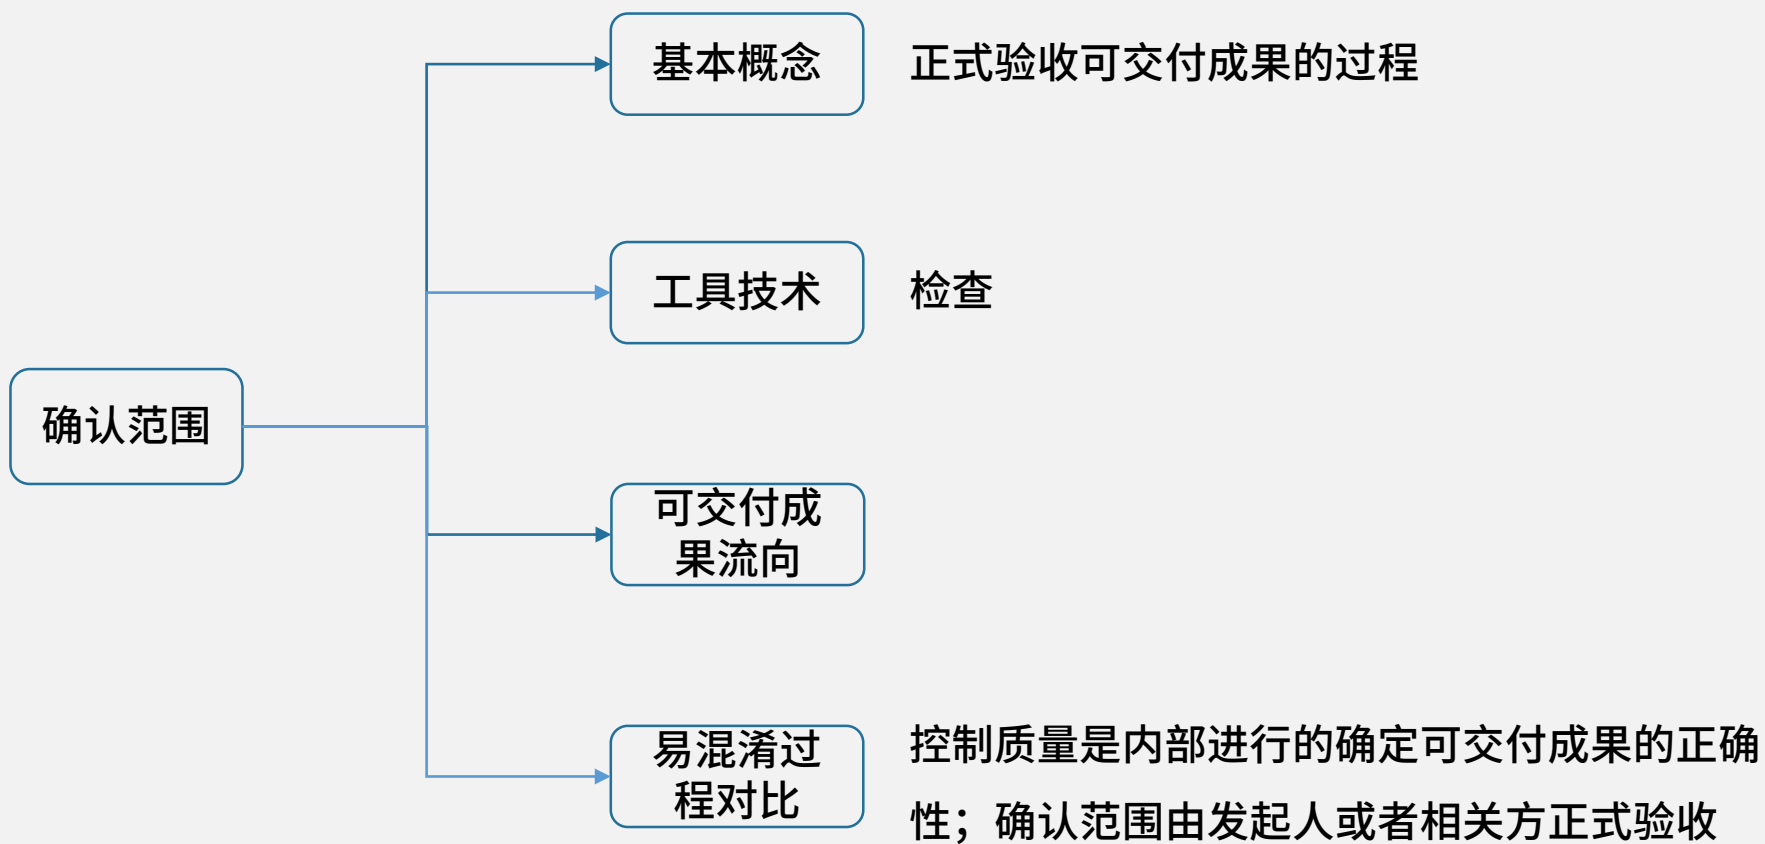 基本概念
正式验收可交付成果的过程
工具技术
检查
确认范围
可交付成
果流向
易混淆过
程对比
控制质量是内部进行的确定可交付成果的正确
性；确认范围由发起人或者相关方正式验收